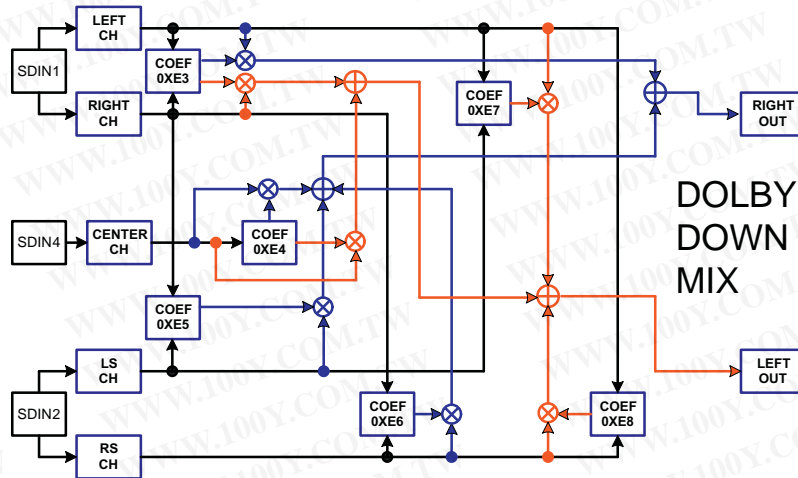 LEFT
CH
SDIN1
COEF
0XE3
RIGHT
CH
COEF
0XE7
RIGHT
OUT
DOLBY
DOWN
MIX
SDIN4
CENTER
CH
COEF
0XE4
COEF
0XE5
LS
CH
LEFT
OUT
SDIN2
COEF
0XE6
COEF
0XE8
RS
CH
WWW.100Y.COM.TW